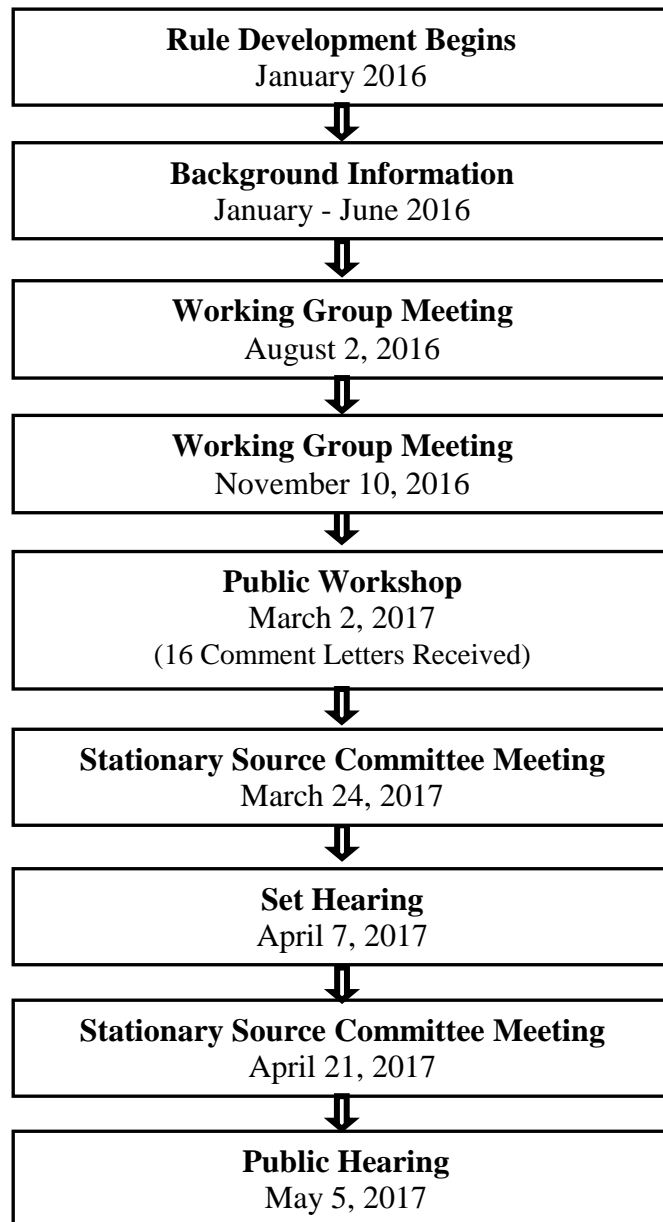 Rule Development Begins
January 2016
Background Information
January - June 2016
Working Group Meeting
August 2, 2016
Working Group Meeting
November 10, 2016
Public Workshop
March 2, 2017
(16 Comment Letters Received)
Stationary Source Committee Meeting
March 24, 2017
Set Hearing
April 7, 2017
Stationary Source Committee Meeting
April 21, 2017
Public Hearing
May 5, 2017